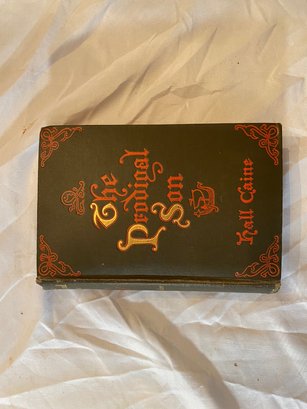 The
Prodigal
Son
Hall Caine